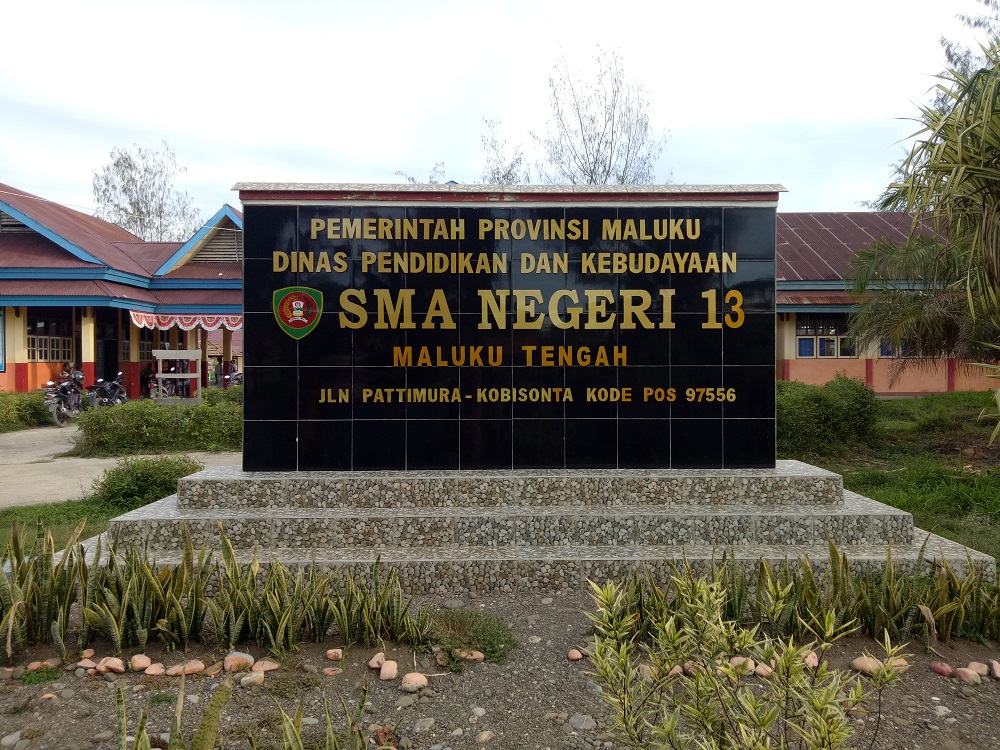 PEMERINTAH PROVINSI MALUKU
DINAS PENDIDIKAN DAN KEBUDAYAAN
SMA NEGERI 13
MALUKU TENGAH
JLN PATTIMURA - KOBISONTA KODE POS 97556